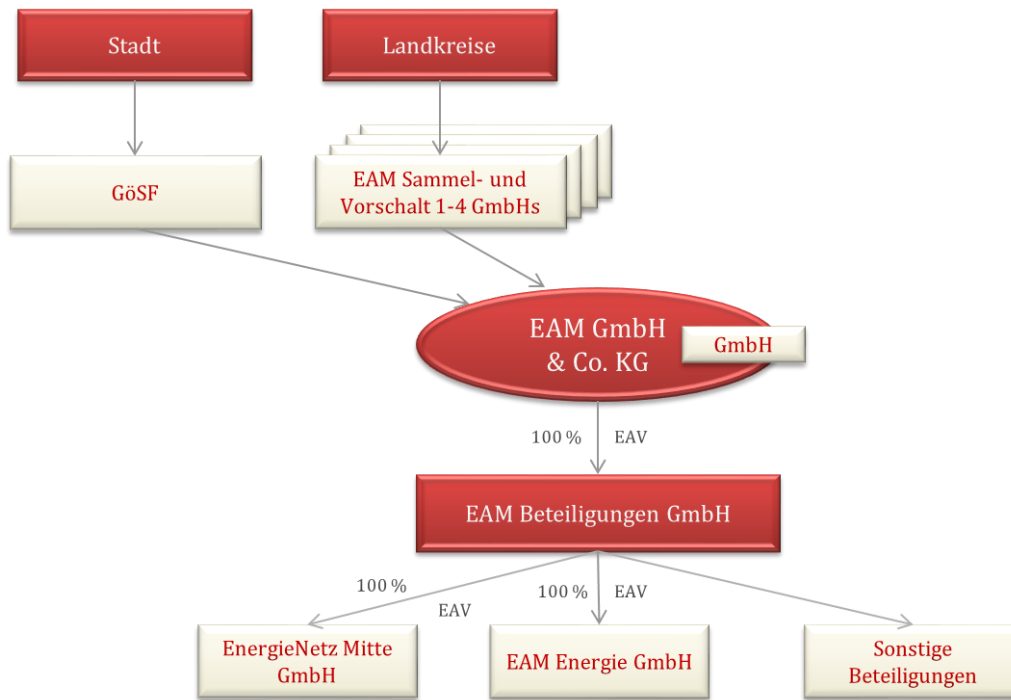 Stadt
Landkreise
GöSF
EAM Sammel- und
Vorschalt 1-4 GmbHs
EAM GmbH
& Co. KG
GmbH
100 %
EAV
EAM Beteiligungen GmbH
100 %
EAV
100 %
EAV
EnergieNetz Mitte
GmbH
EAM Energie GmbH
Sonstige
Beteiligungen